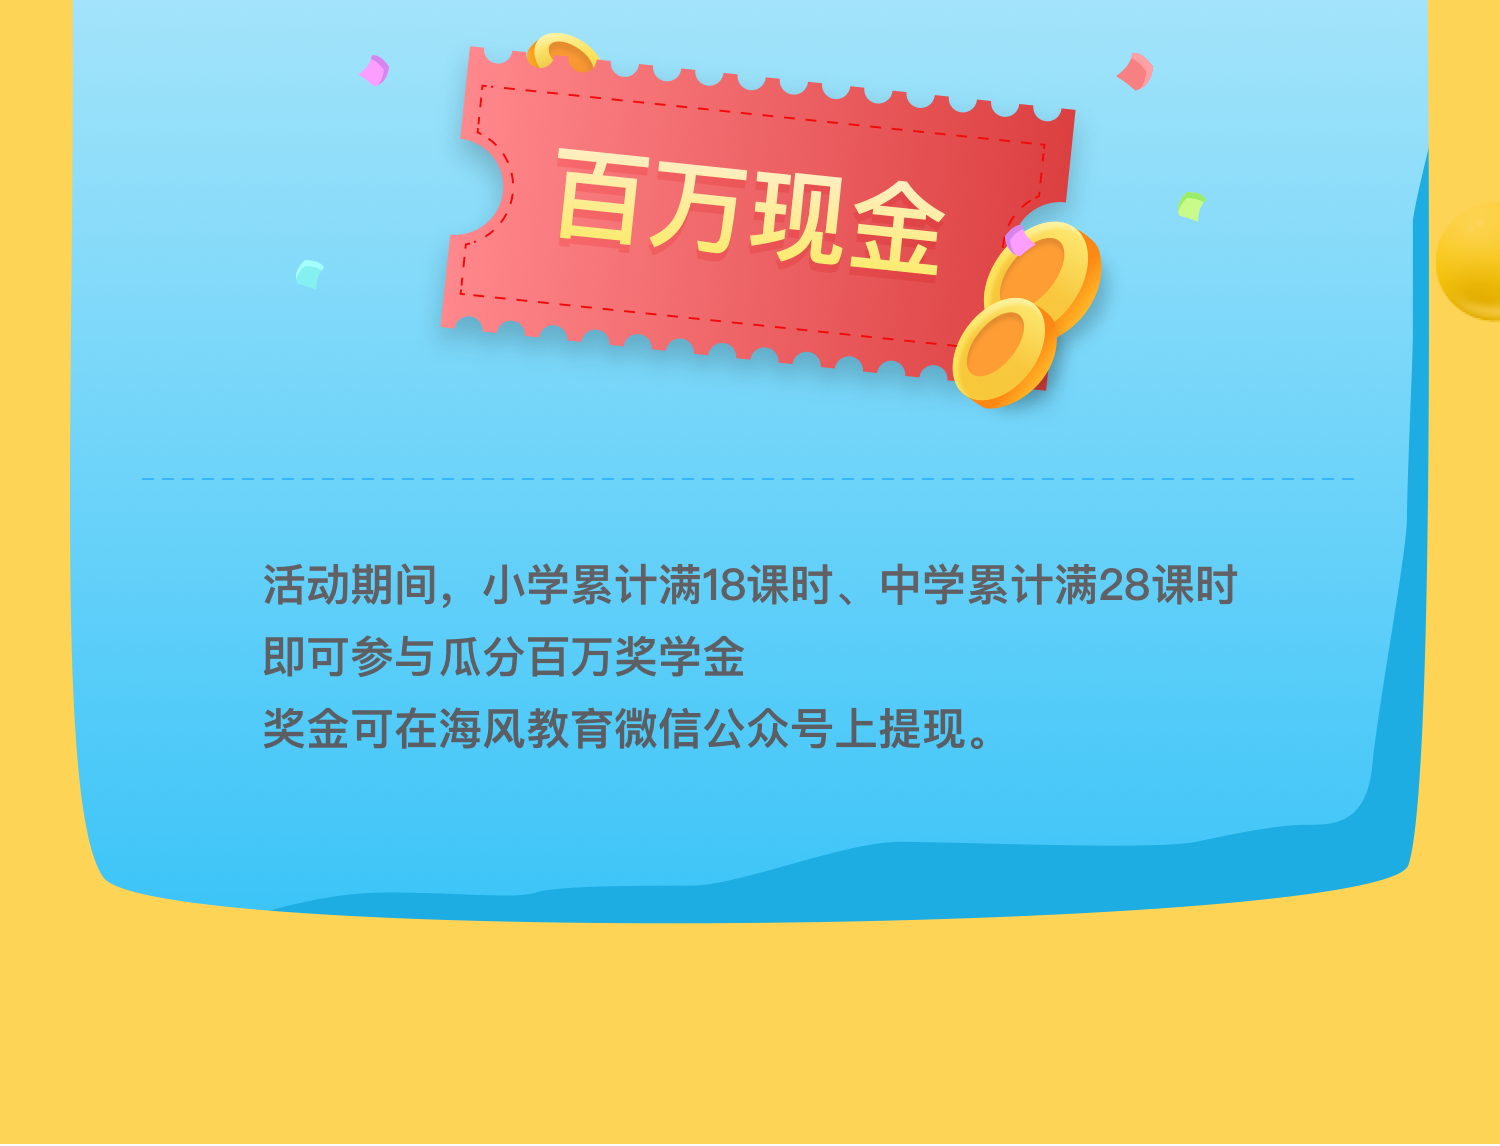 百万现金
活动期间，小学累计满18课时、中学累计满28课时
即可参与瓜分百万奖学金
奖金可在海风教育微信公众号上提现。